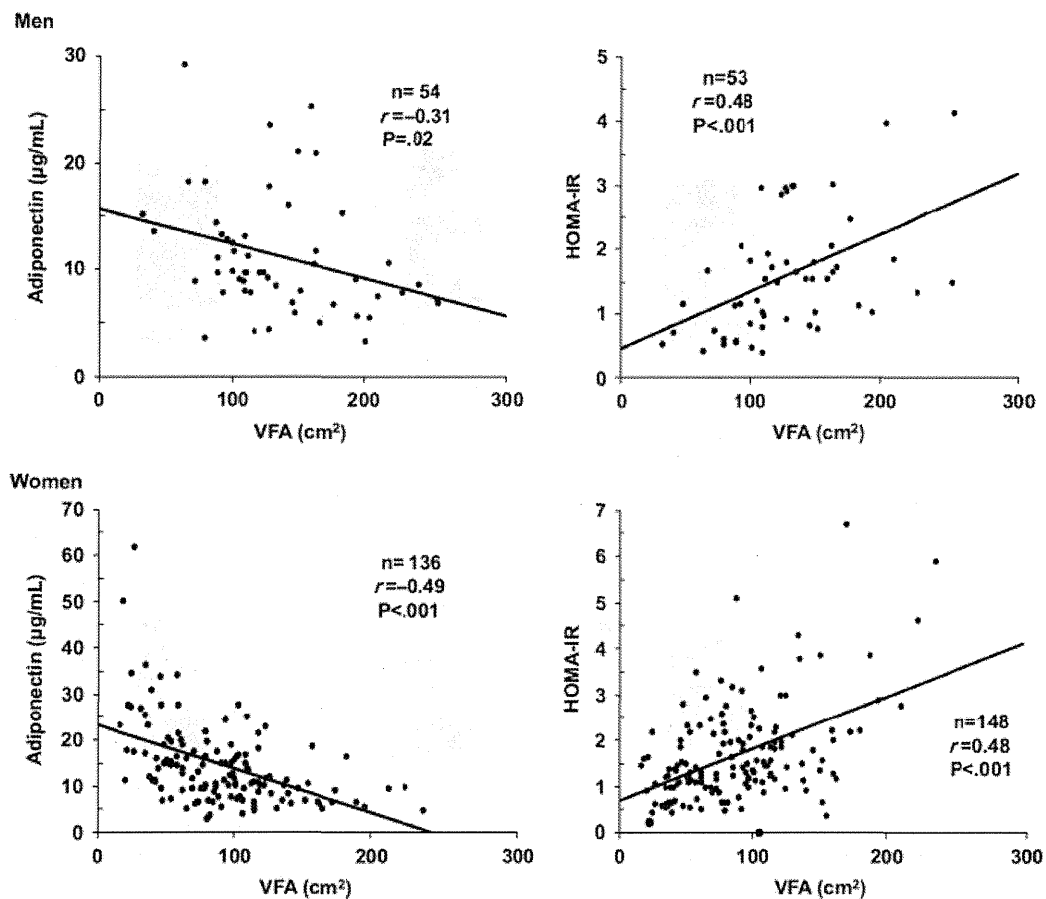 Men
30
20
10
0
Adiponectin (µg/mL)
n= 54
r=–0.31
P=.02
0 100 200 300
VFA (cm²)
5
4
3
2
1
0
HOMA-IR
n=53
r=0.48
P<.001
0 100 200 300
VFA (cm²)
Women
70
60
50
40
30
20
10
0
Adiponectin (µg/mL)
n= 136
r=–0.49
P<.001
0 100 200 300
VFA (cm²)
7
6
5
4
3
2
1
0
HOMA-IR
n=148
r=0.48
P<.001
0 100 200 300
VFA (cm²)